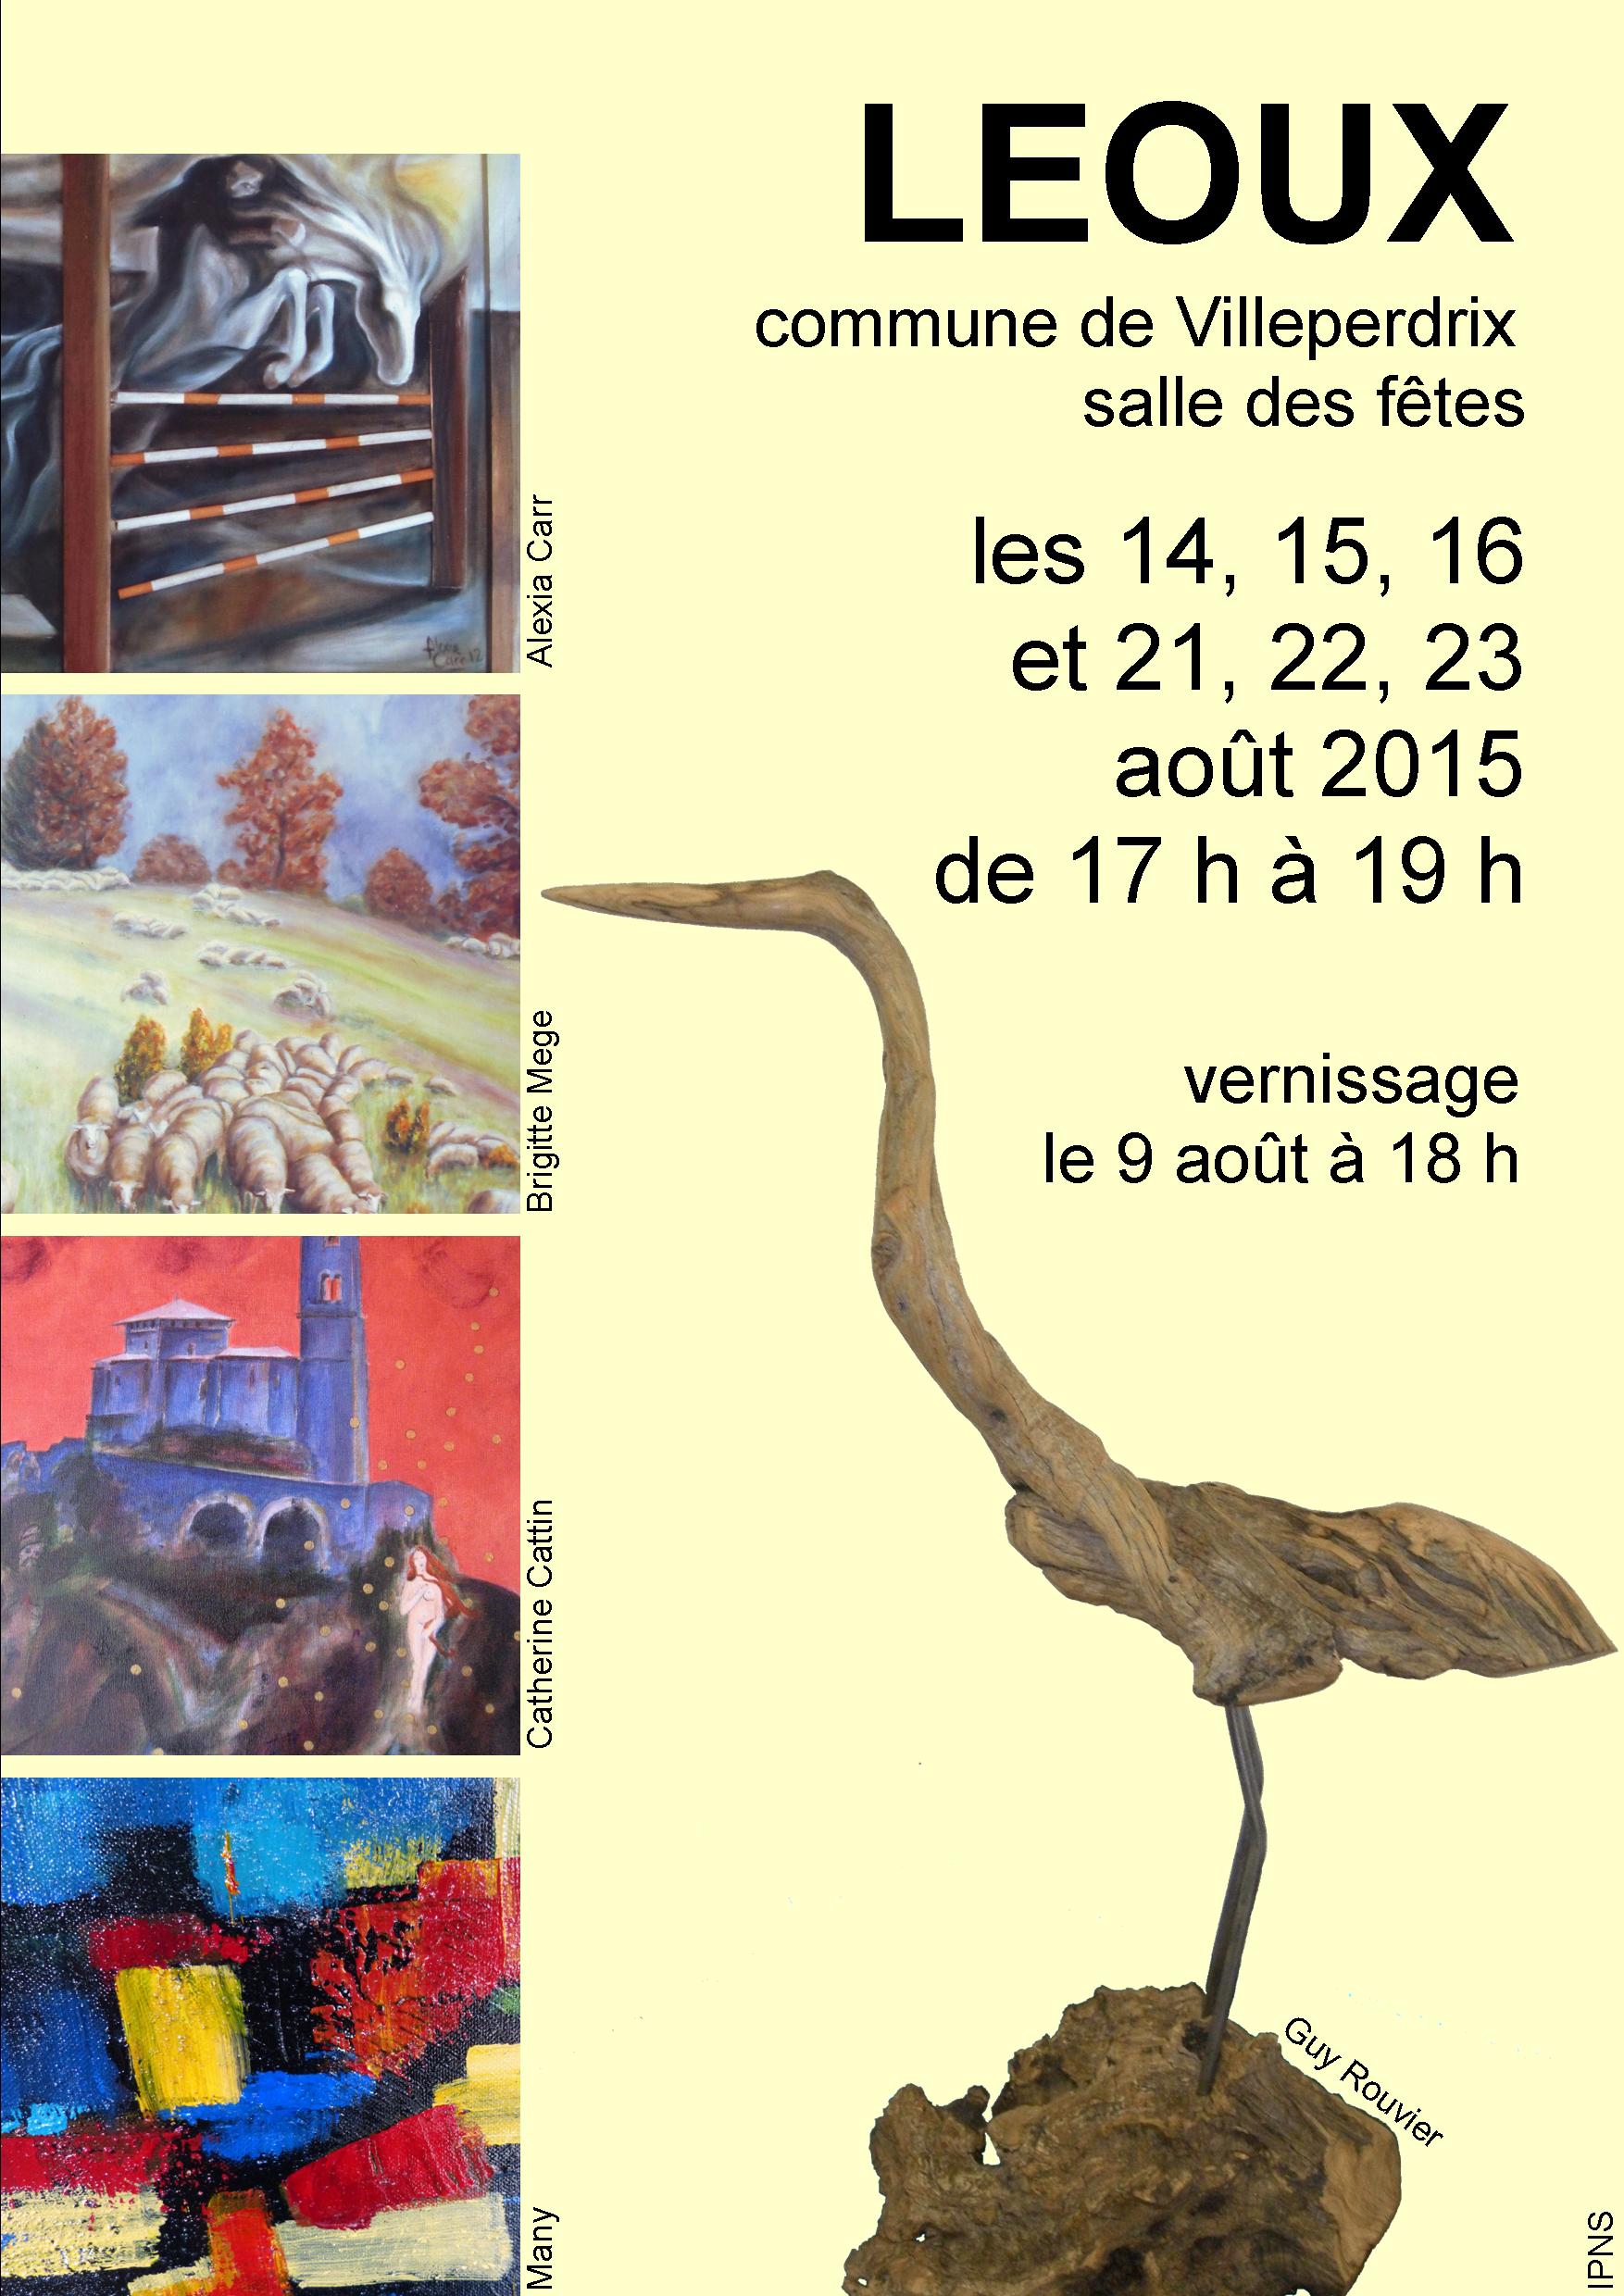 LEOUX
commune de Villeperdrix
salle des fêtes
les 14, 15, 16
et 21, 22, 23
août 2015
de 17 h à 19 h
vernissage
le 9 août à 18 h
Alexia Carr
Brigitte Mege
Catherine Cattin
Many
Guy Rouvier
IPNS